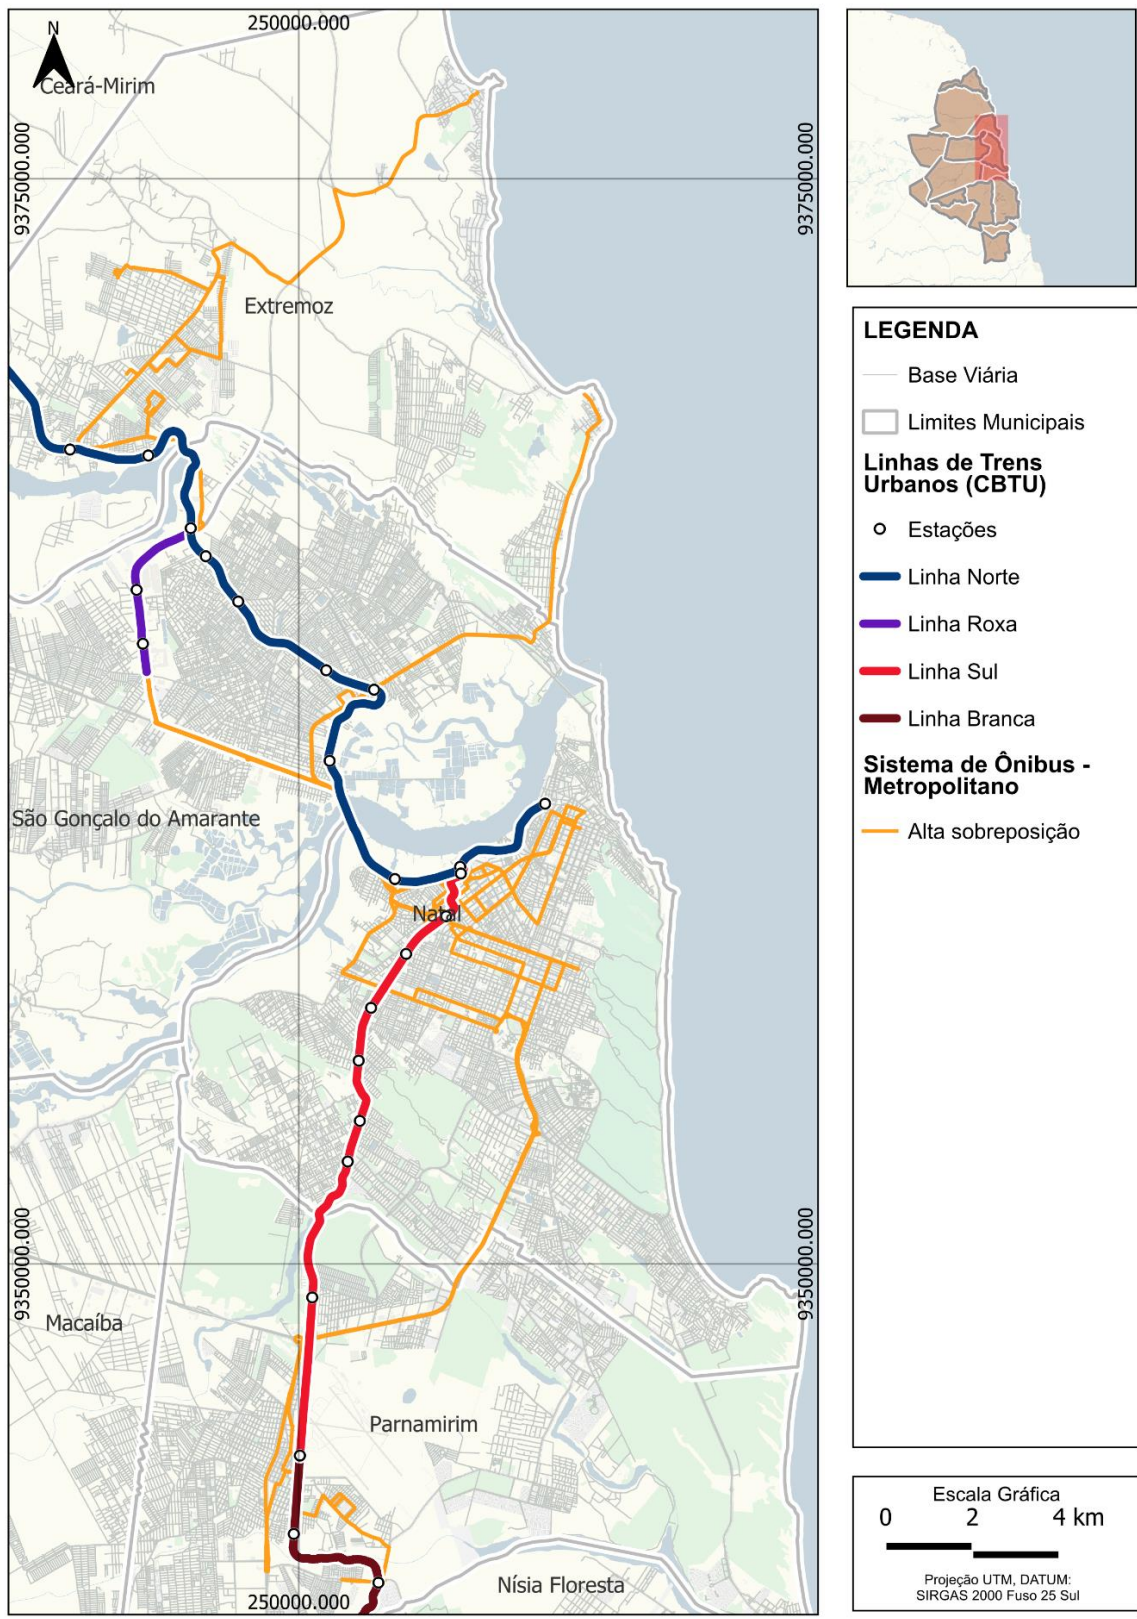 250000.000
N
Ceará-Mirim
9375000.000
9375000.000
Extremoz
São Gonçalo do Amarante
Natal
9350000.000
9350000.000
Macaíba
Parnamirim
Nísia Floresta
250000.000
LEGENDA
Base Viária
Limites Municipais
Linhas de Trens
Urbanos (CBTU)
Estações
Linha Norte
Linha Roxa
Linha Sul
Linha Branca
Sistema de Ônibus -
Metropolitano
Alta sobreposição
Escala Gráfica
0 2 4 km
Projeção UTM, DATUM:
SIRGAS 2000 Fuso 25 Sul